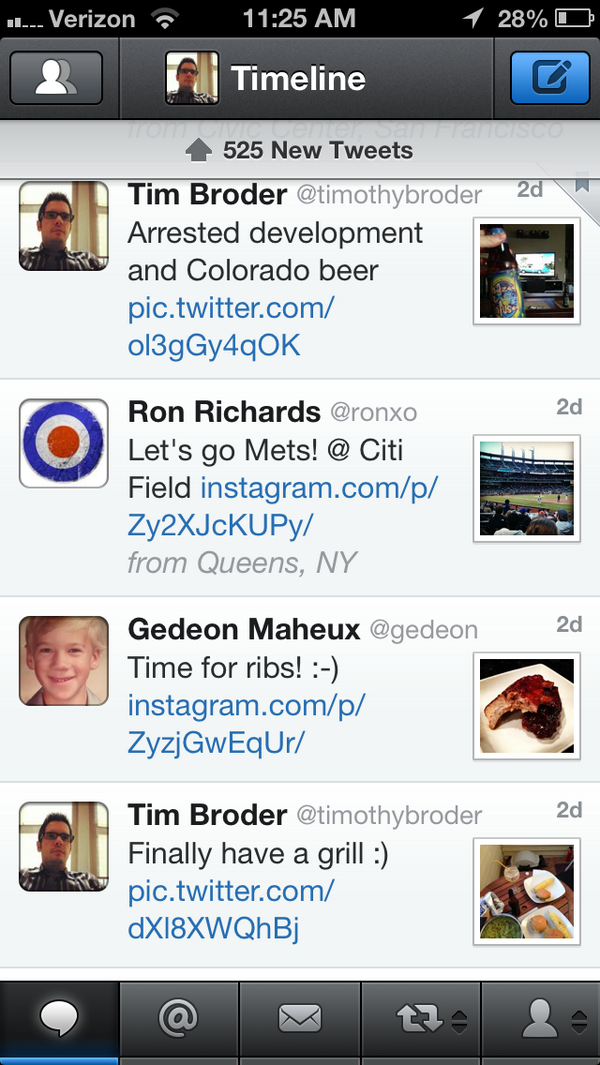 Verizon 11:25 AM 28%
Timeline
from Civic Center, San Francisco
525 New Tweets
Tim Broder @timothybroder 2d
Arrested development
and Colorado beer
pic.twitter.com/
ol3gGy4qOK
Ron Richards @ronxo 2d
Let's go Mets! @ Citi
Field instagram.com/p/
Zy2XJcKUPy/
from Queens, NY
Gedeon Maheux @gedeon 2d
Time for ribs! :-)
instagram.com/p/
ZyzjGwEqUr/
Tim Broder @timothybroder 2d
Finally have a grill :)
pic.twitter.com/
dXl8XWQhBj
@